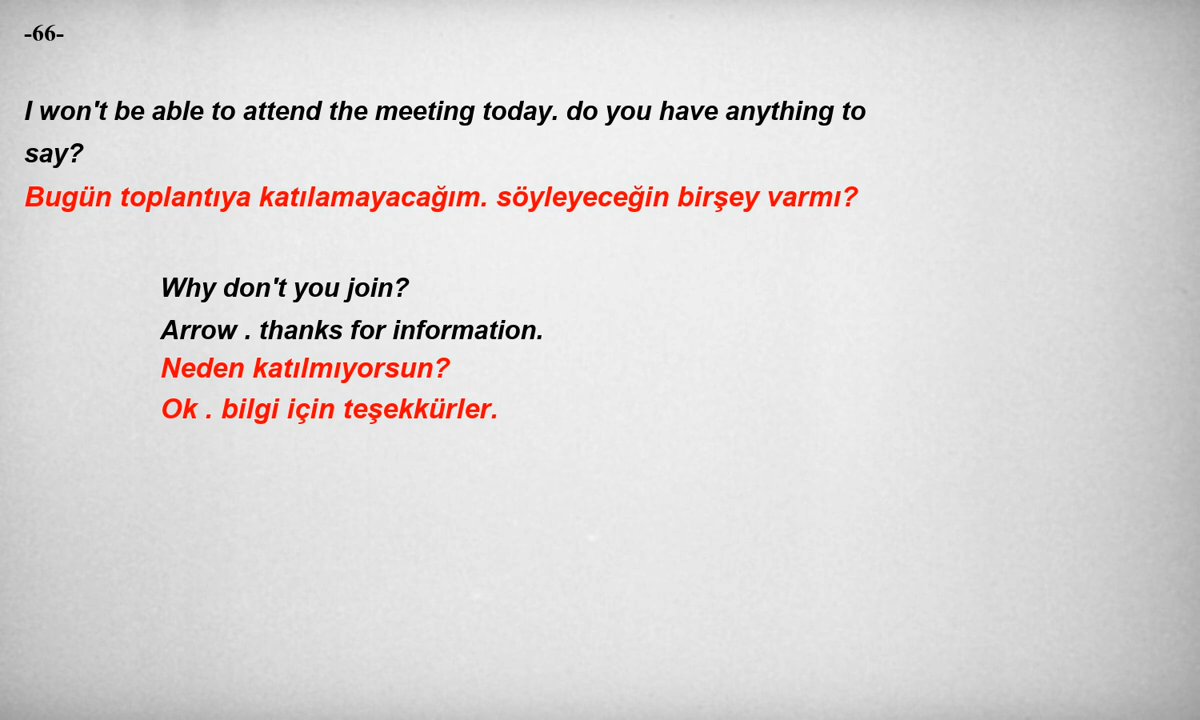 -66-
I won't be able to attend the meeting today. do you have anything to
say?
Bugün toplantıya katılamayacağım. söyleyeceğin birşey varmı?
Why don't you join?
Arrow . thanks for information.
Neden katılmıyorsun?
Ok . bilgi için teşekkürler.